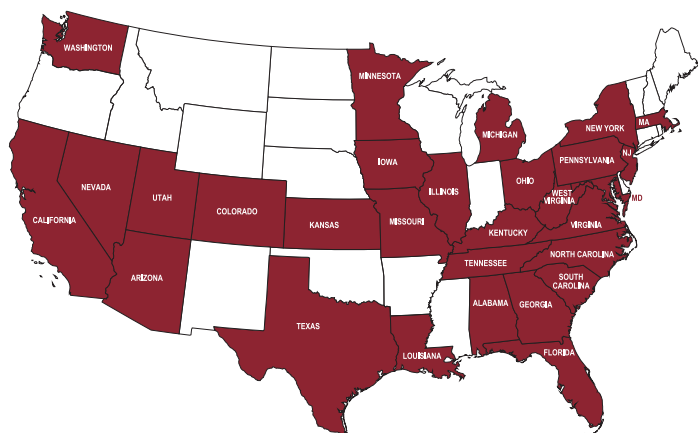 WASHINGTON
MINNESOTA
MA
MICHIGAN
NEW YORK
NJ
PENNSYLVANIA
IOWA
OHIO
NEVADA
UTAH
ILLINOIS
WEST
VIRGINIA
MD
COLORADO
CALIFORNIA
KANSAS
MISSOURI
VIRGINIA
KENTUCKY
NORTH CAROLINA
TENNESSEE
ARIZONA
SOUTH
CAROLINA
ALABAMA
GEORGIA
TEXAS
LOUISIANA
FLORIDA